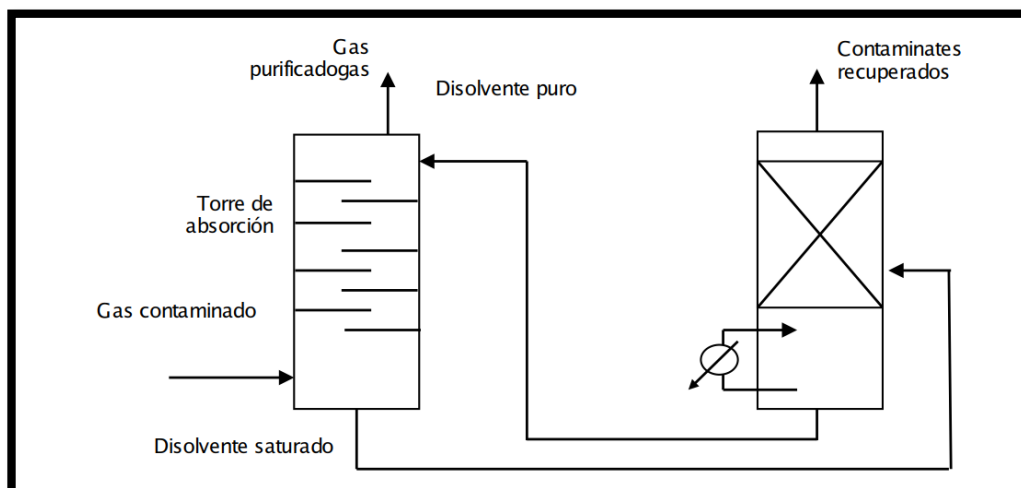 Gas
purificadogas
Disolvente puro
Contaminates
recuperados
Torre de
absorción
Gas contaminado
Disolvente saturado